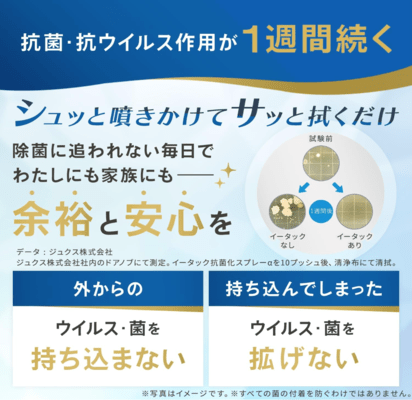 抗菌・抗ウイルス作用が1週間続く
シュッと噴きかけてサッと拭くだけ
除菌に追われない毎日で
わたしにも家族にも――
余裕と安心を
試験前
1週間後
イータック
なし
イータック
あり
データ：ジュクス株式会社
ジュクス株式会社社内のドアノブにて測定。イータック抗菌化スプレーαを10プッシュ後、清浄布にて清拭。
外からの
ウイルス・菌を
持ち込まない
持ち込んでしまった
ウイルス・菌を
拡げない
※写真はイメージです。※すべての菌の付着を防ぐわけではありません。